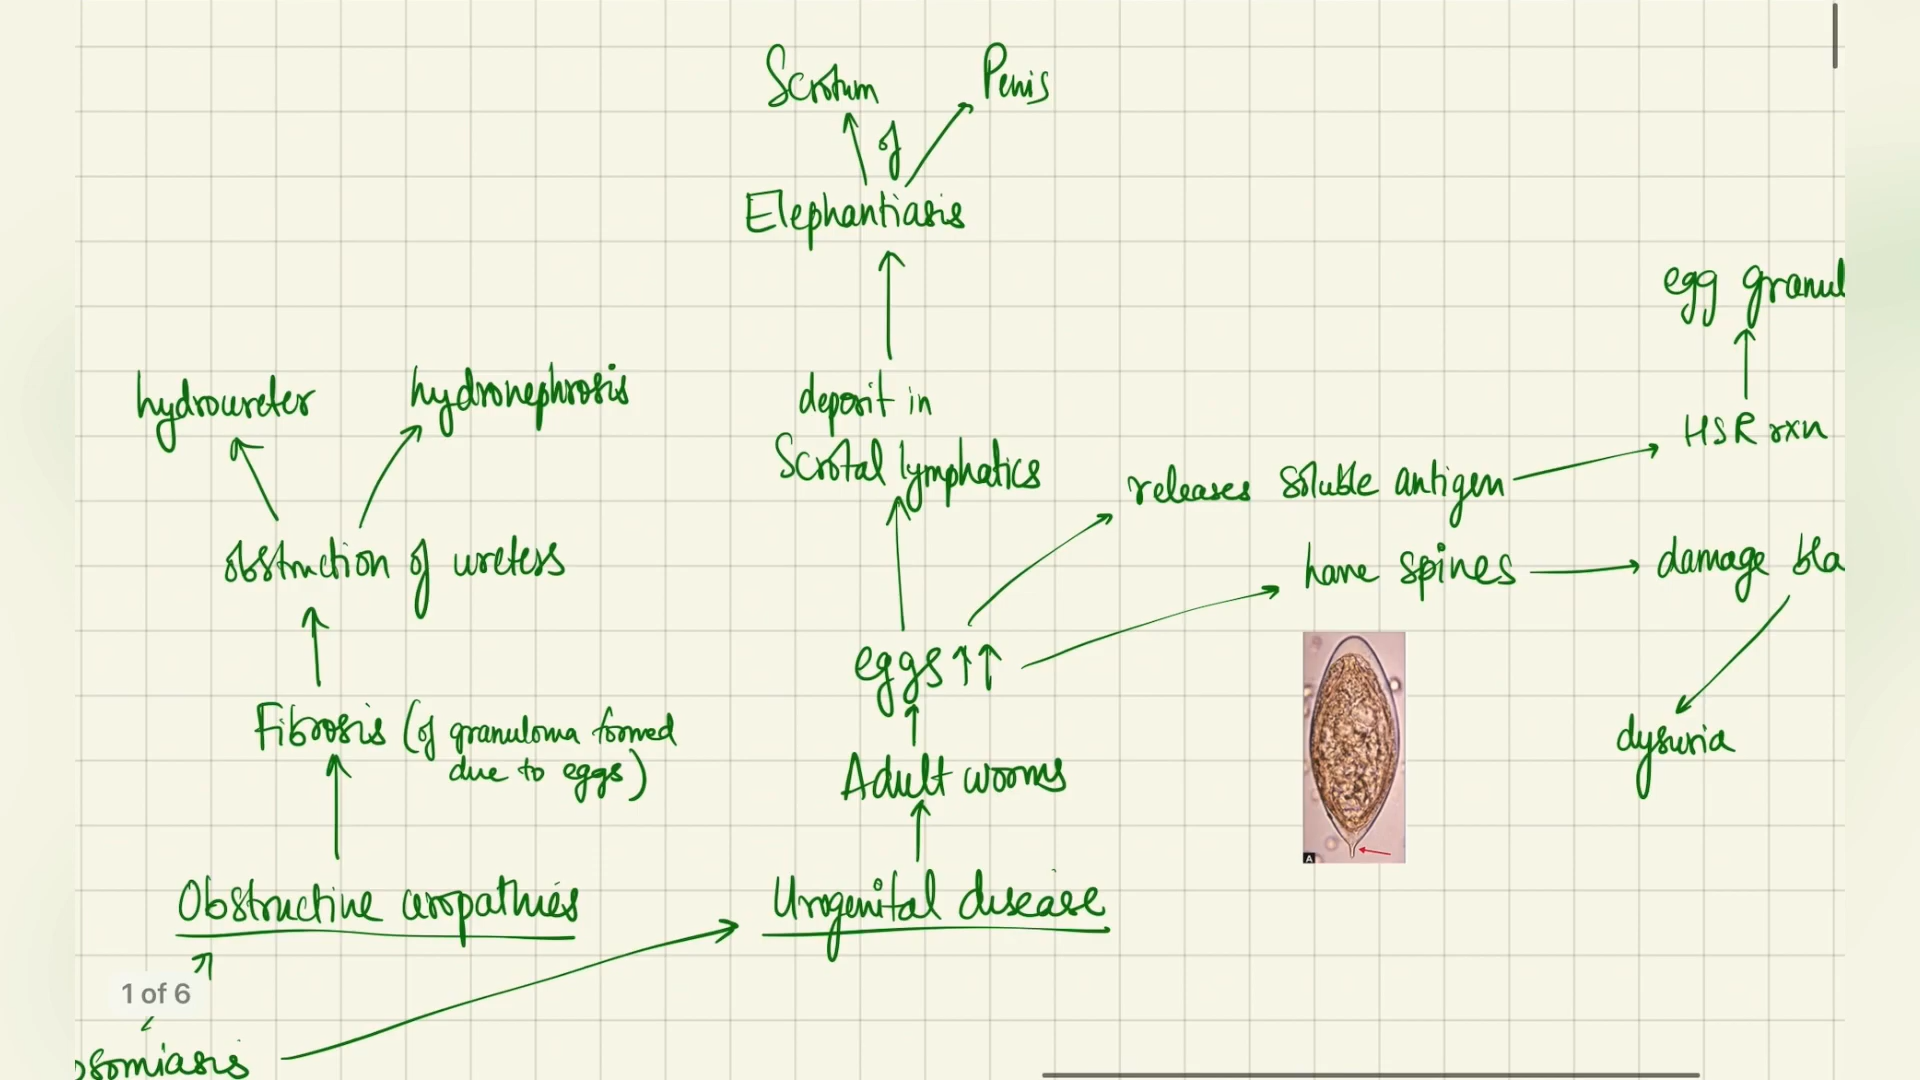 Scrotum
Penis
of
Elephantiasis
egg granul
hydroureter
hydronephrosis
deposit in
Scrotal lymphatics
HSR rxn
releases soluble antigen
obstruction of ureters
have spines
damage bla
eggs ↑↑
Fibrosis (of granuloma formed
due to eggs)
dysuria
Adult worms
A
Obstructive uropathies
Urogenital disease
1 of 6
osomiasis